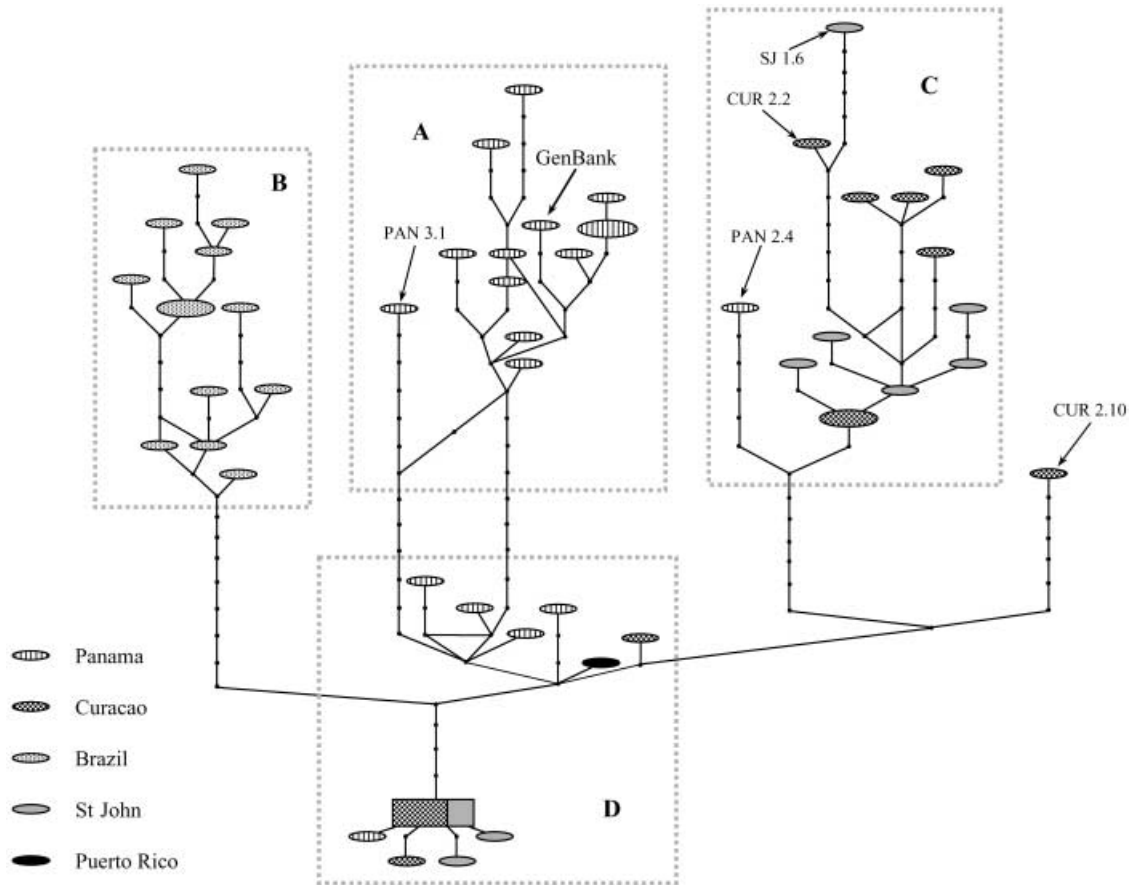 SJ 1.6
C
CUR 2.2
A
GenBank
B
PAN 3.1
PAN 2.4
CUR 2.10
Panama
Curacao
Brazil
St John
D
Puerto Rico